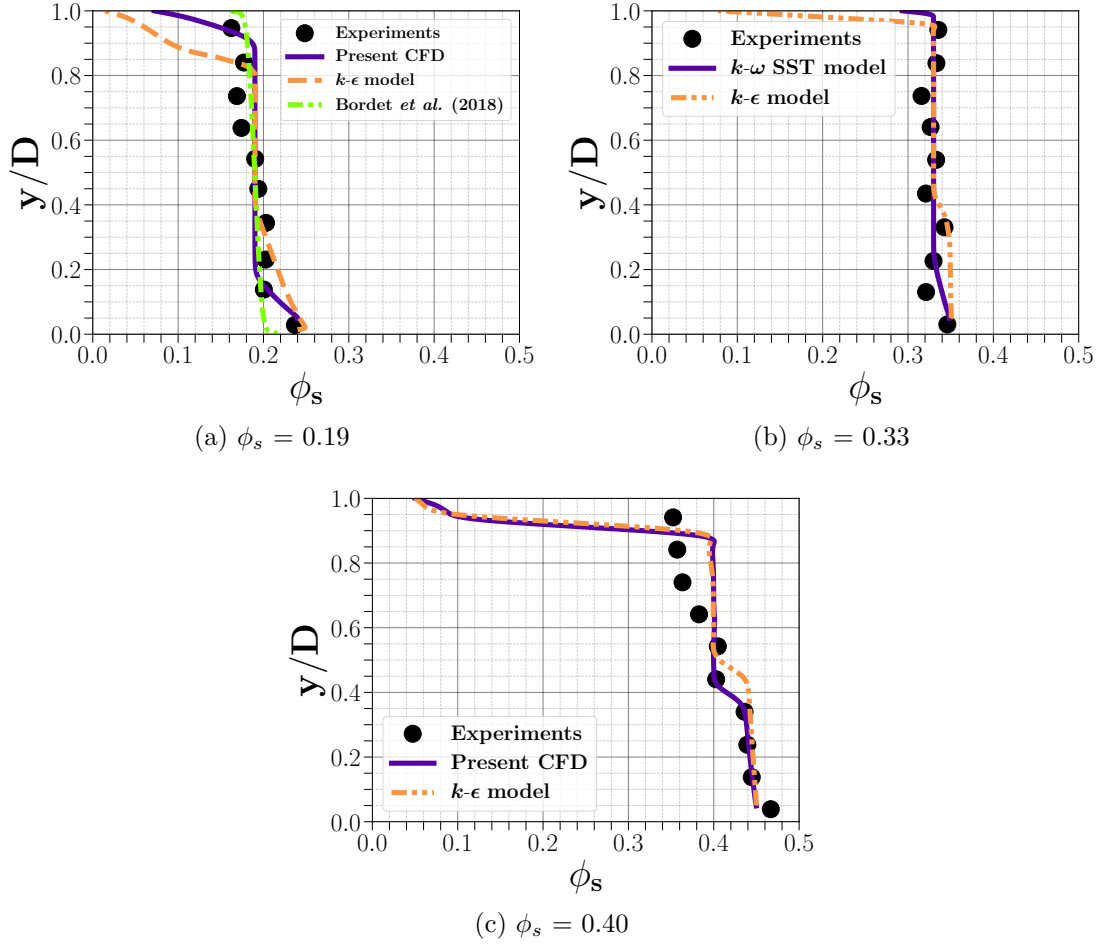 1.0
0.8
0.6
0.4
0.2
0.0
y/D
Experiments
Present CFD
k-ϵ model
Bordet et al. (2018)
0.0 0.1 0.2 0.3 0.4 0.5
ϕs
(a) ϕs = 0.19
1.0
0.8
0.6
0.4
0.2
0.0
y/D
Experiments
k-ω SST model
k-ϵ model
0.0 0.1 0.2 0.3 0.4 0.5
ϕs
(b) ϕs = 0.33
1.0
0.8
0.6
0.4
0.2
0.0
y/D
Experiments
Present CFD
k-ϵ model
0.0 0.1 0.2 0.3 0.4 0.5
ϕs
(c) ϕs = 0.40